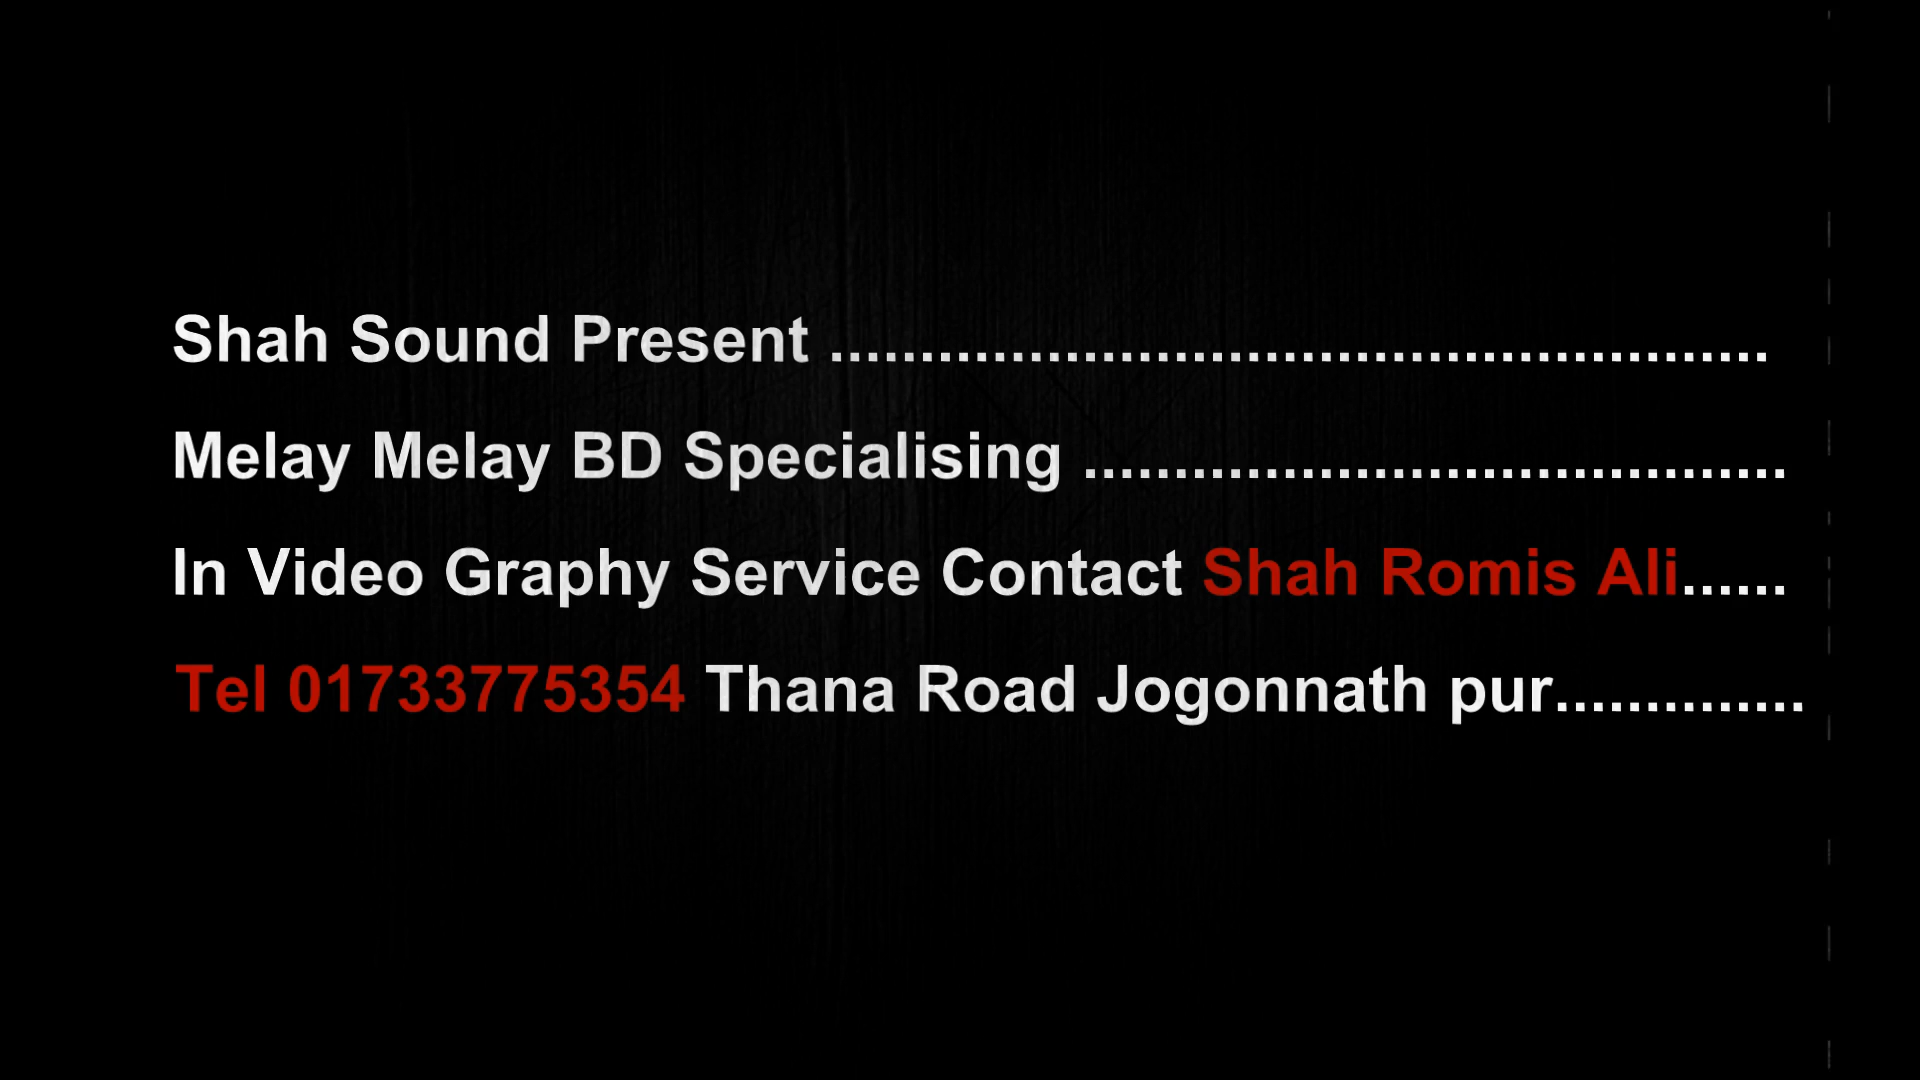 Shah Sound Present ....................................................
Melay Melay BD Specialising .......................................
In Video Graphy Service Contact Shah Romis Ali......
Tel 01733775354 Thana Road Jogonnath pur..............